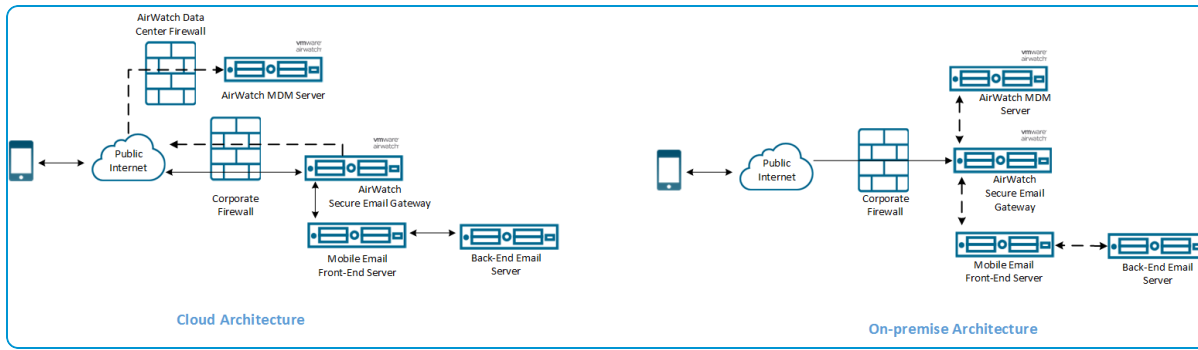 AirWatch Data
Center Firewall
vmware
airwatch
AirWatch MDM Server
Public
Internet
Corporate
Firewall
vmware
airwatch
AirWatch
Secure Email Gateway
Mobile Email
Front-End Server
Back-End Email
Server
Cloud Architecture
vmware
airwatch
AirWatch MDM
Server
Public
Internet
Corporate
Firewall
vmware
airwatch
AirWatch
Secure Email
Gateway
Mobile Email
Front-End Server
Back-End Email
Server
On-premise Architecture